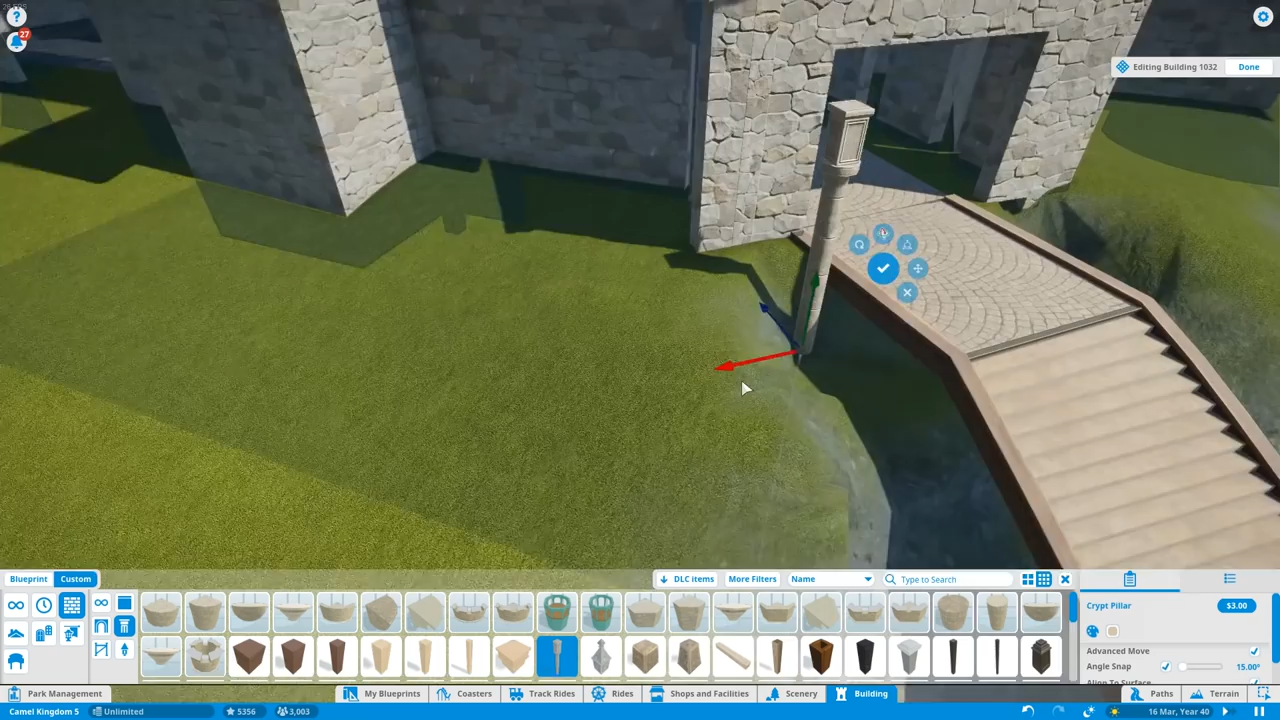 27
Editing Building 1032 Done
Blueprint Custom
DLC items More Filters Name Type to Search
Crypt Pillar $3.00
Advanced Move
Angle Snap 15.00°
Park Management My Blueprints Coasters Track Rides Rides Shops and Facilities Scenery Building Paths Terrain
Camel Kingdom 5 Unlimited 5356 3,003 16 Mar, Year 40